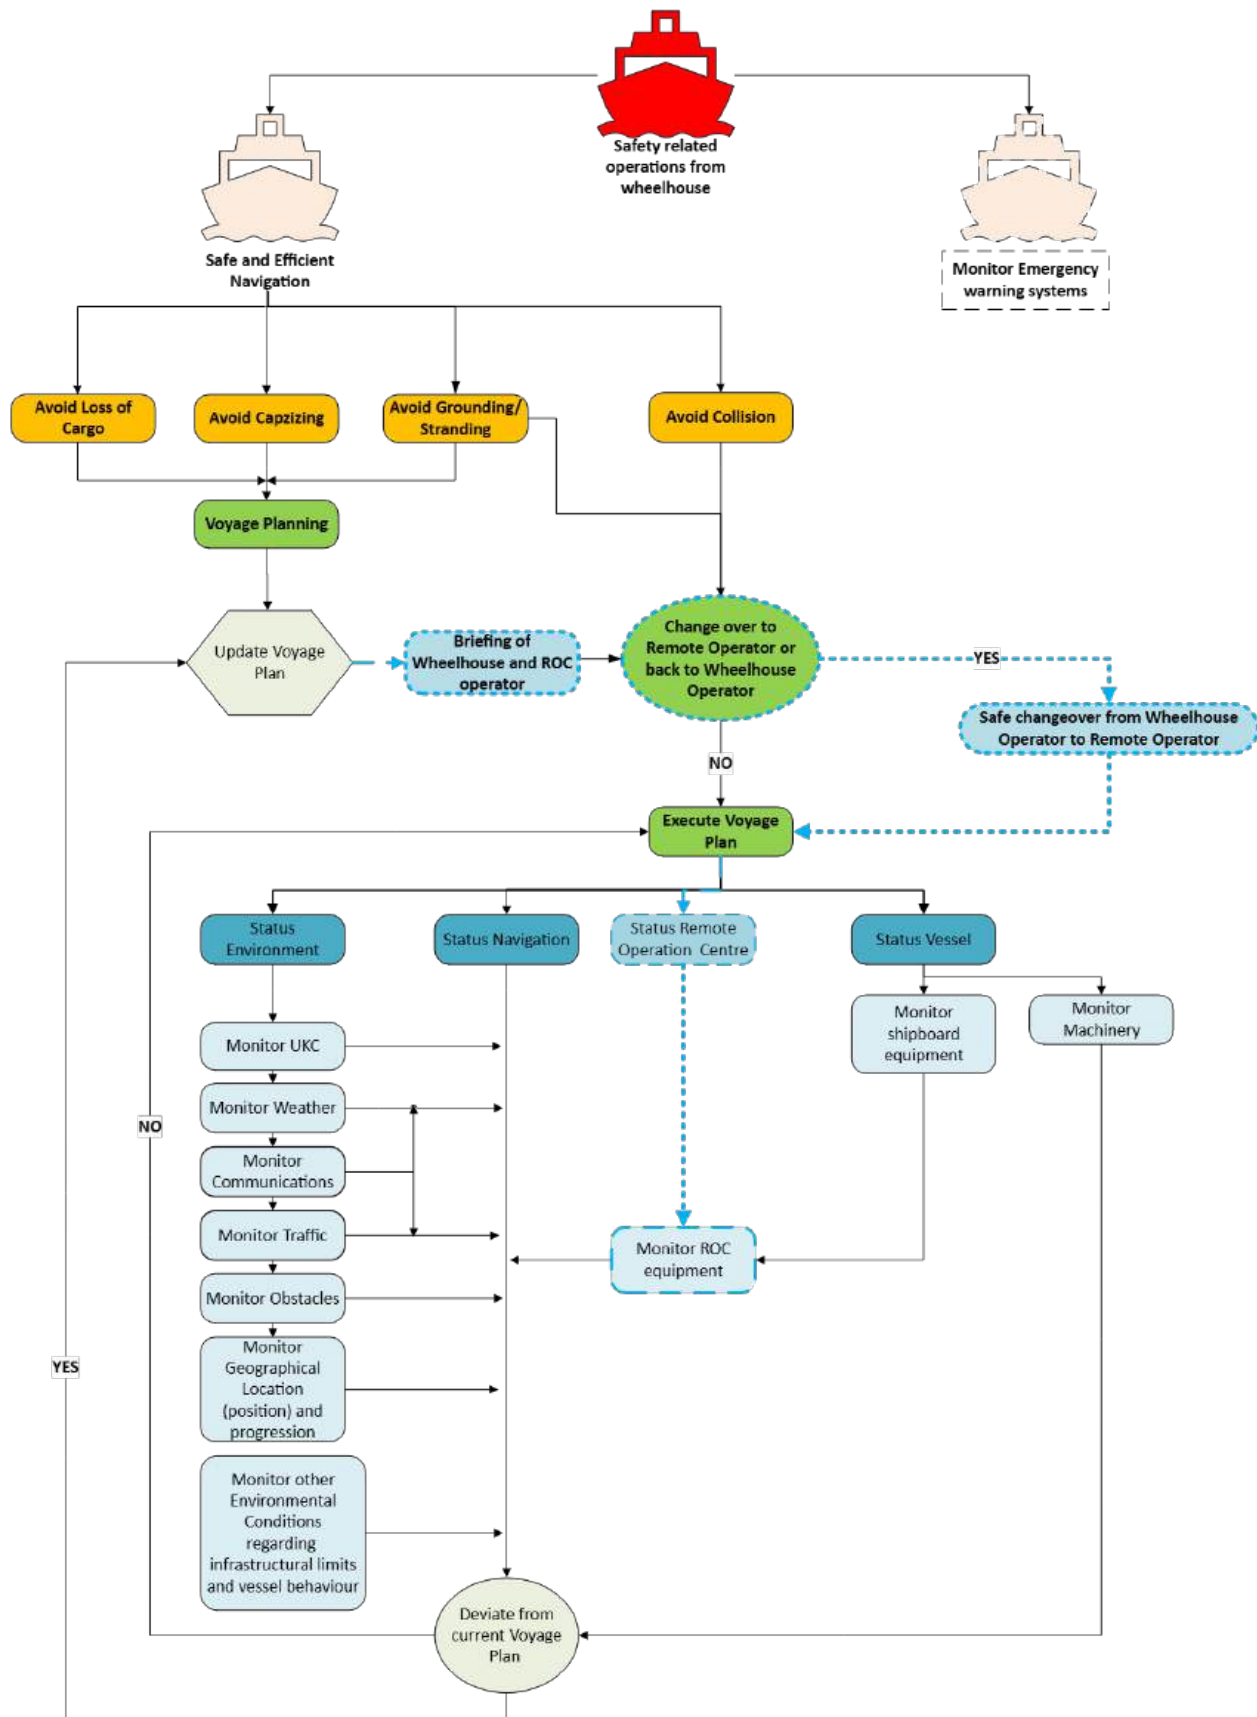 Safety related
operations from
wheelhouse
Safe and Efficient
Navigation
Monitor Emergency
warning systems
Avoid Loss of
Cargo
Avoid Capzizing
Avoid Grounding/
Stranding
Avoid Collision
Voyage Planning
Update Voyage
Plan
Briefing of
Wheelhouse and ROC
operator
Change over to
Remote Operator or
back to Wheelhouse
Operator
YES
Safe changeover from Wheelhouse
Operator to Remote Operator
NO
Execute Voyage
Plan
Status
Environment
Status Navigation
Status Remote
Operation Centre
Status Vessel
Monitor
shipboard
equipment
Monitor
Machinery
Monitor UKC
Monitor Weather
NO
Monitor
Communications
Monitor Traffic
Monitor ROC
equipment
Monitor Obstacles
Monitor
Geographical
Location
(position) and
progression
YES
Monitor other
Environmental
Conditions
regarding
infrastructural limits
and vessel behaviour
Deviate from
current Voyage
Plan